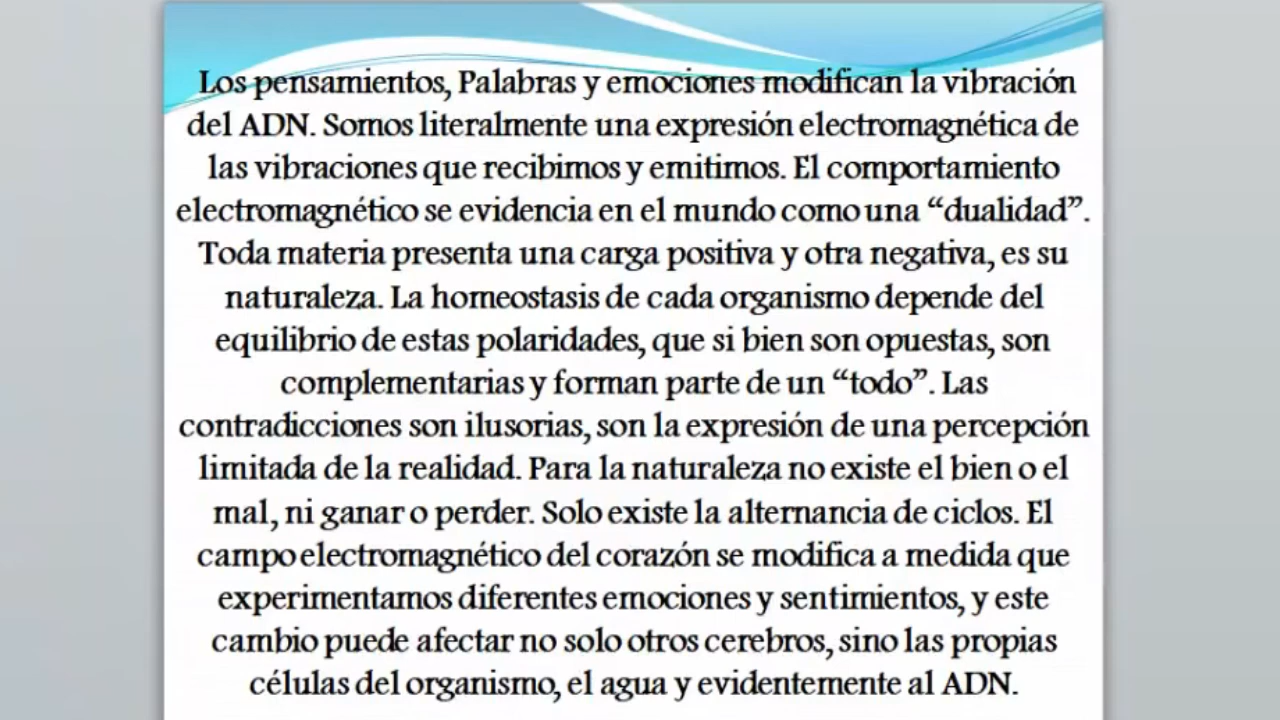 Los pensamientos, Palabras y emociones modifican la vibración
del ADN. Somos literalmente una expresión electromagnética de
las vibraciones que recibimos y emitimos. El comportamiento
electromagnético se evidencia en el mundo como una “dualidad”.
Toda materia presenta una carga positiva y otra negativa, es su
naturaleza. La homeostasis de cada organismo depende del
equilibrio de estas polaridades, que si bien son opuestas, son
complementarias y forman parte de un “todo”. Las
contradicciones son ilusorias, son la expresión de una percepción
limitada de la realidad. Para la naturaleza no existe el bien o el
mal, ni ganar o perder. Solo existe la alternancia de ciclos. El
campo electromagnético del corazón se modifica a medida que
experimentamos diferentes emociones y sentimientos, y este
cambio puede afectar no solo otros cerebros, sino las propias
células del organismo, el agua y evidentemente al ADN.